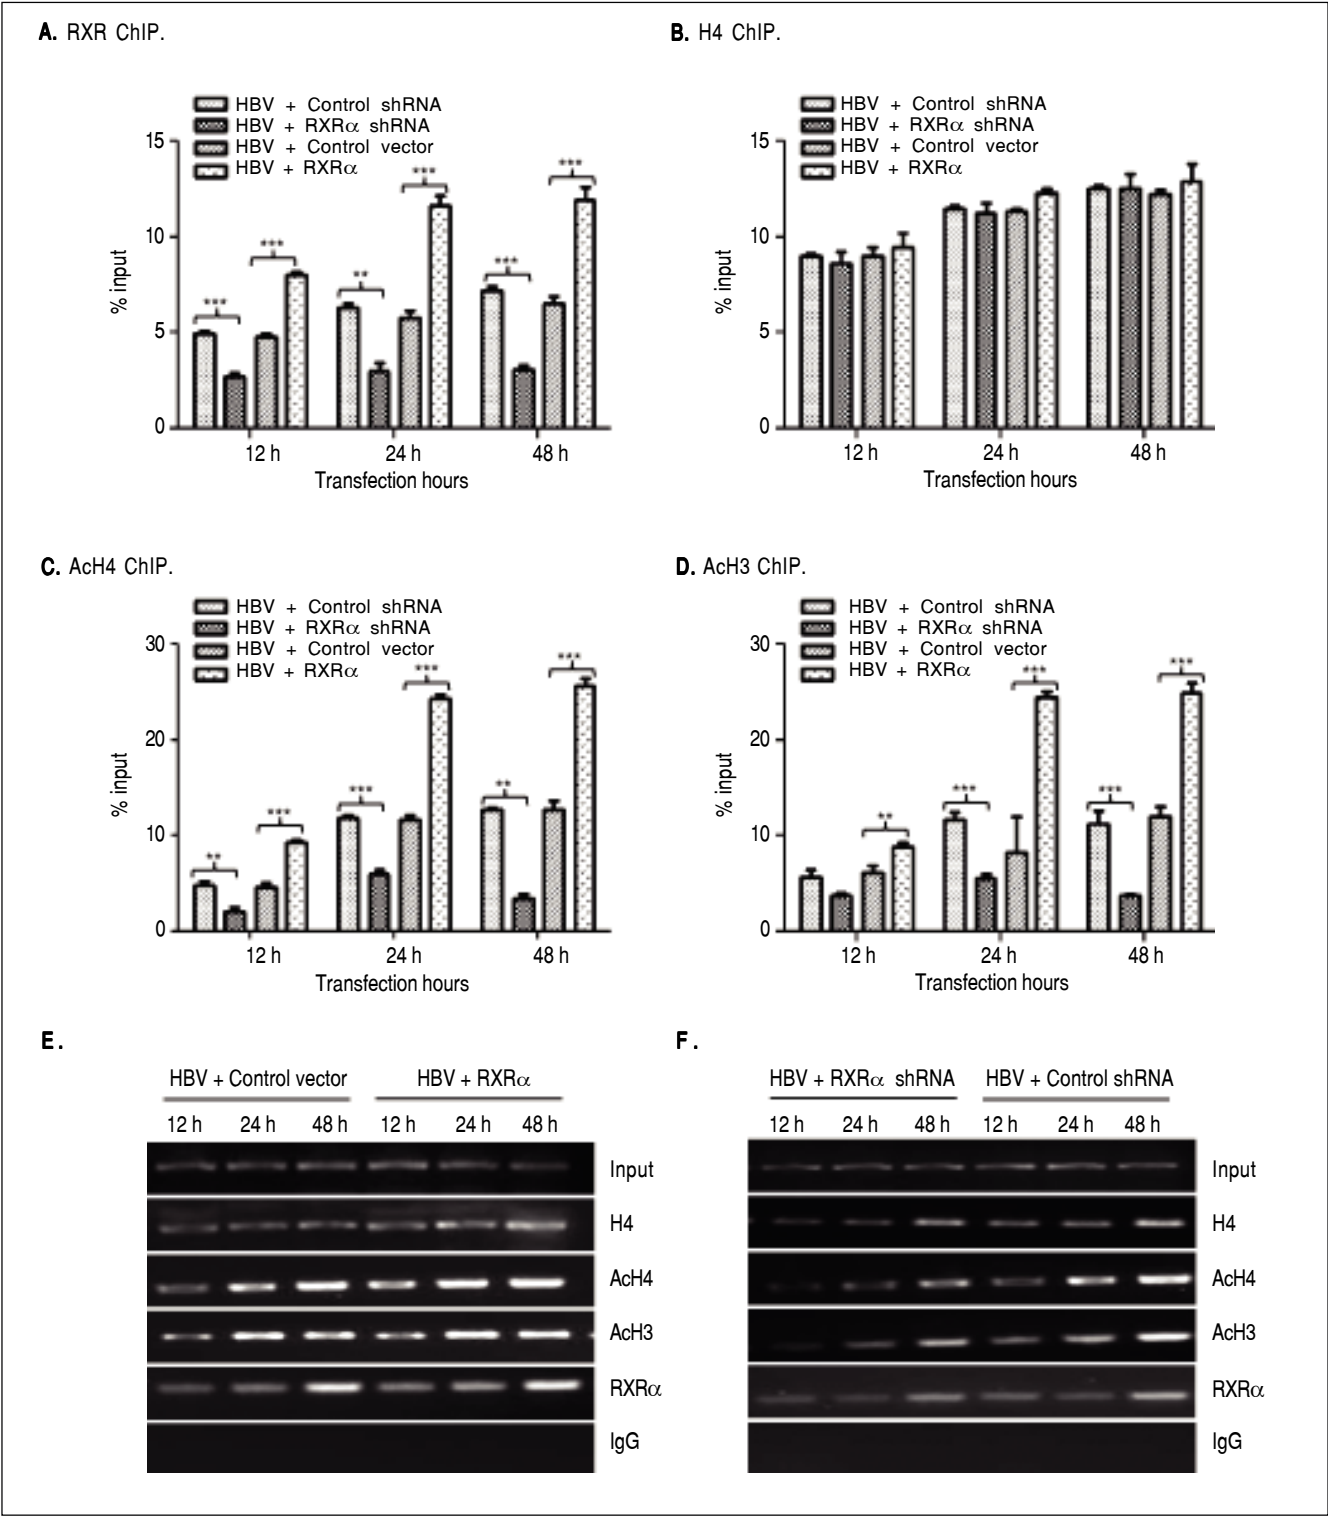 A. RXR ChIP.
HBV + Control shRNA
HBV + RXRα shRNA
HBV + Control vector
HBV + RXRα
15
10
5
0
% input
***
***
**
***
***
***
12 h 24 h 48 h
Transfection hours
B. H4 ChIP.
HBV + Control shRNA
HBV + RXRα shRNA
HBV + Control vector
HBV + RXRα
15
10
5
0
% input
12 h 24 h 48 h
Transfection hours
C. AcH4 ChIP.
HBV + Control shRNA
HBV + RXRα shRNA
HBV + Control vector
HBV + RXRα
30
20
10
0
% input
**
***
***
***
**
***
12 h 24 h 48 h
Transfection hours
D. AcH3 ChIP.
HBV + Control shRNA
HBV + RXRα shRNA
HBV + Control vector
HBV + RXRα
30
20
10
0
% input
**
***
***
***
***
12 h 24 h 48 h
Transfection hours
E.
HBV + Control vector HBV + RXRα
12 h 24 h 48 h 12 h 24 h 48 h
Input
H4
AcH4
AcH3
RXRα
IgG
F.
HBV + RXRα shRNA HBV + Control shRNA
12 h 24 h 48 h 12 h 24 h 48 h
Input
H4
AcH4
AcH3
RXRα
IgG